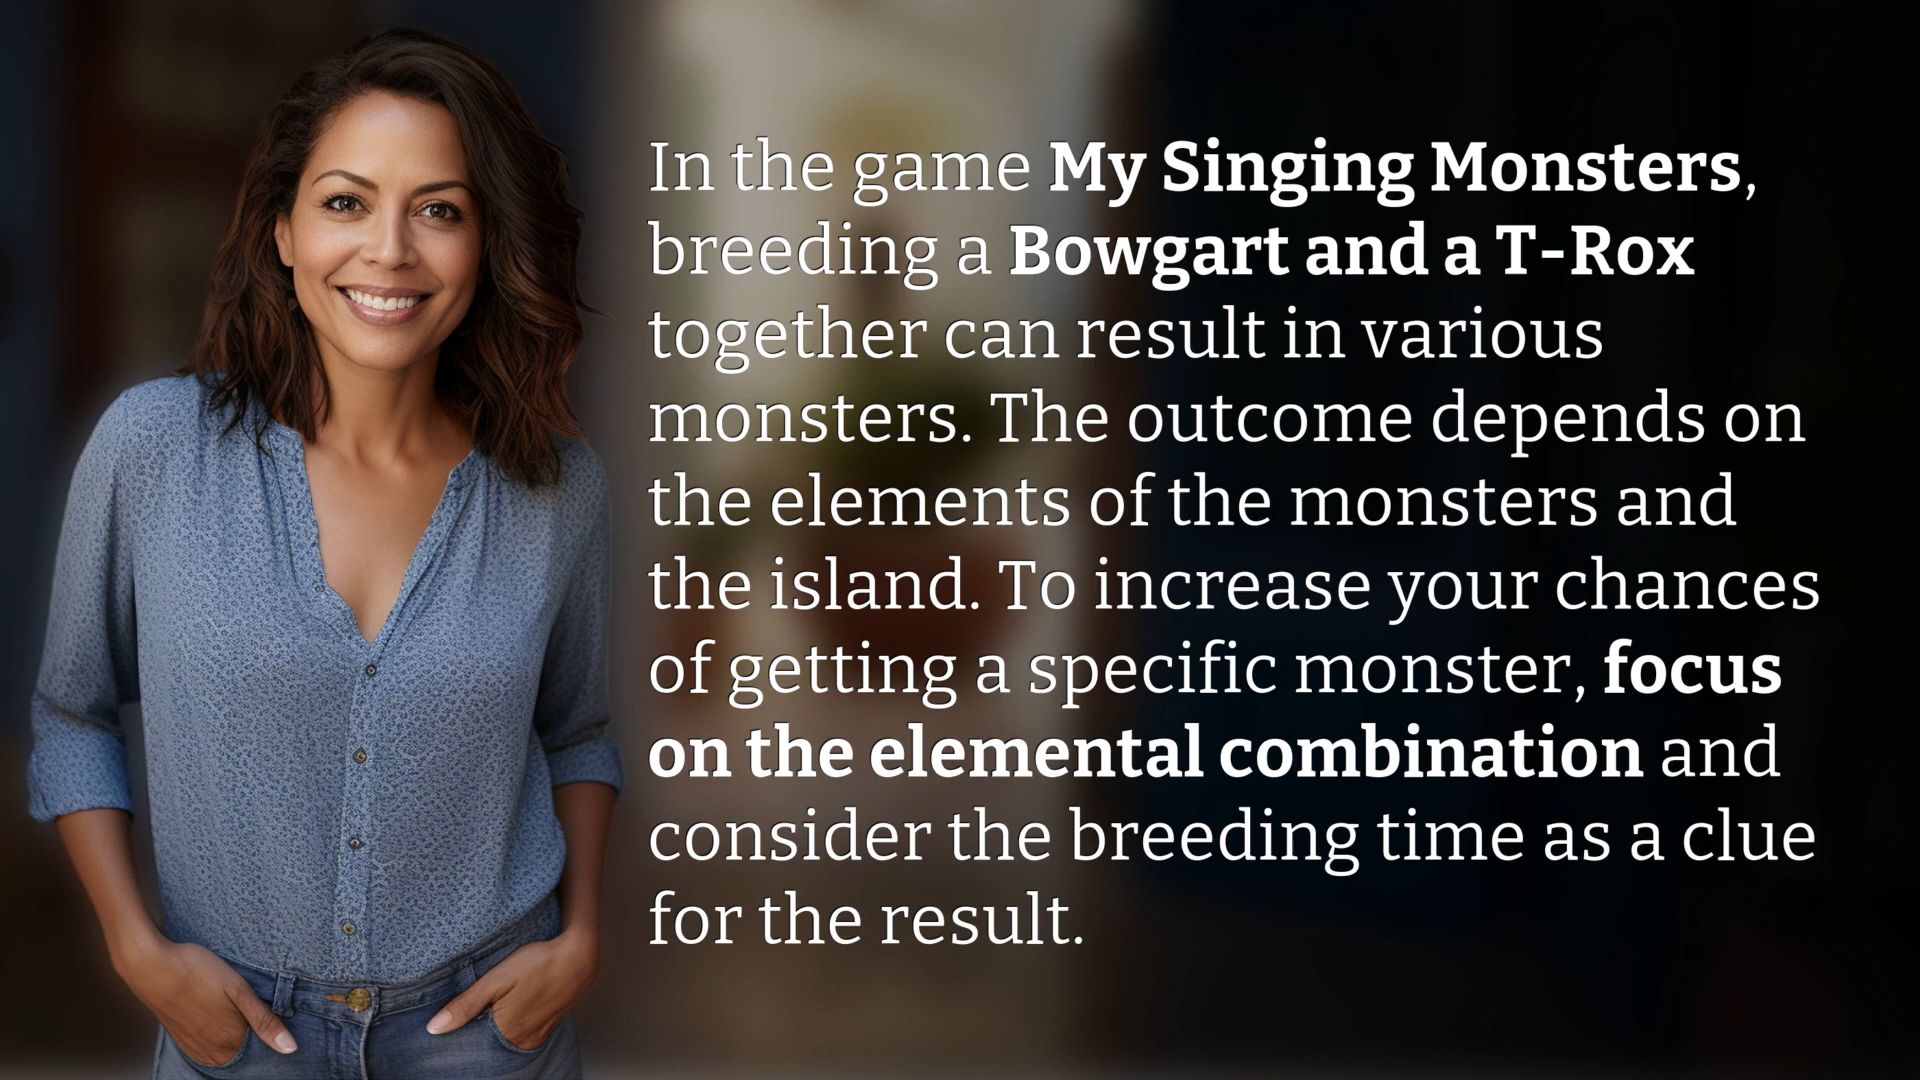 In the game My Singing Monsters,
breeding a Bowgart and a T-Rox
together can result in various
monsters. The outcome depends on
the elements of the monsters and
the island. To increase your chances
of getting a specific monster, focus
on the elemental combination and
consider the breeding time as a clue
for the result.